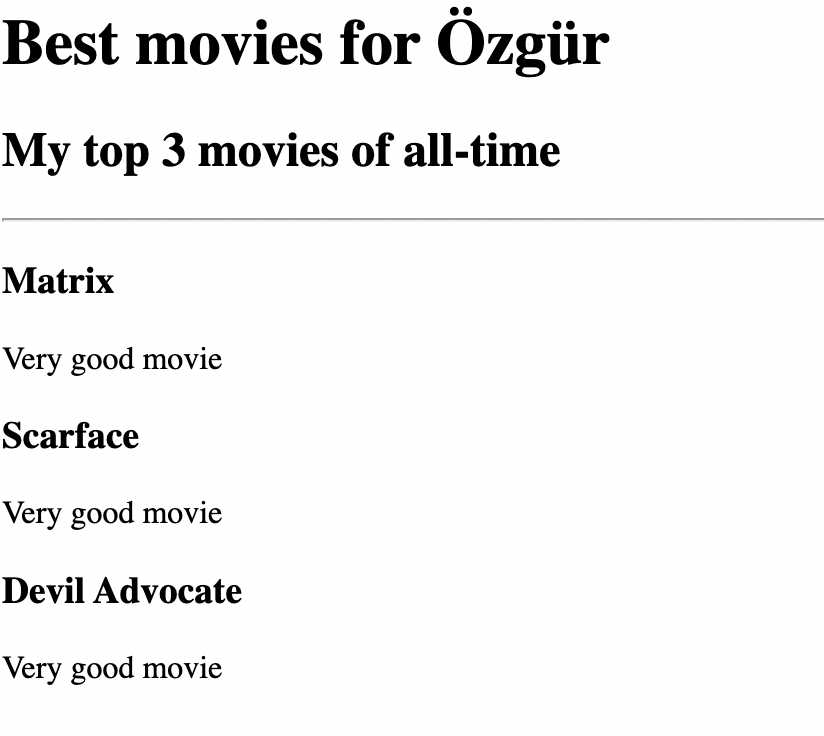 Best movies for Özgür
My top 3 movies of all-time
Matrix
Very good movie
Scarface
Very good movie
Devil Advocate
Very good movie